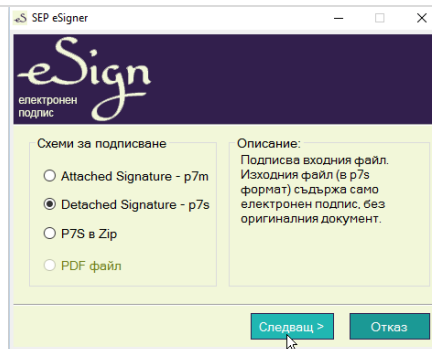 SEP eSigner
eSign
електронен
подпис
Схеми за подписване
Attached Signature - p7m
Detached Signature - p7s
P7S в Zip
PDF файл
Описание:
Подписва входния файл.
Изходния файл (в p7s
формат) съдържа само
електронен подпис, без
оригиналния документ.
Следващ >
Отказ